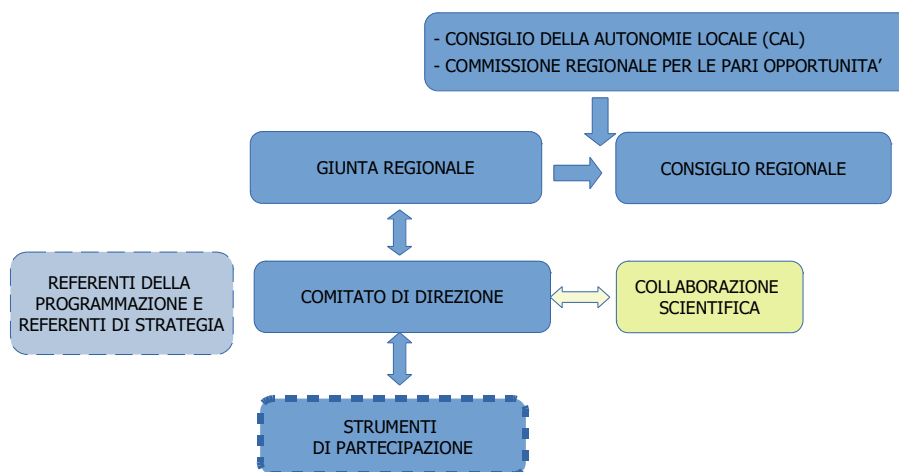 - CONSIGLIO DELLA AUTONOMIE LOCALE (CAL)
- COMMISSIONE REGIONALE PER LE PARI OPPORTUNITA’
GIUNTA REGIONALE
CONSIGLIO REGIONALE
REFERENTI DELLA
PROGRAMMAZIONE E
REFERENTI DI STRATEGIA
COMITATO DI DIREZIONE
COLLABORAZIONE
SCIENTIFICA
STRUMENTI
DI PARTECIPAZIONE